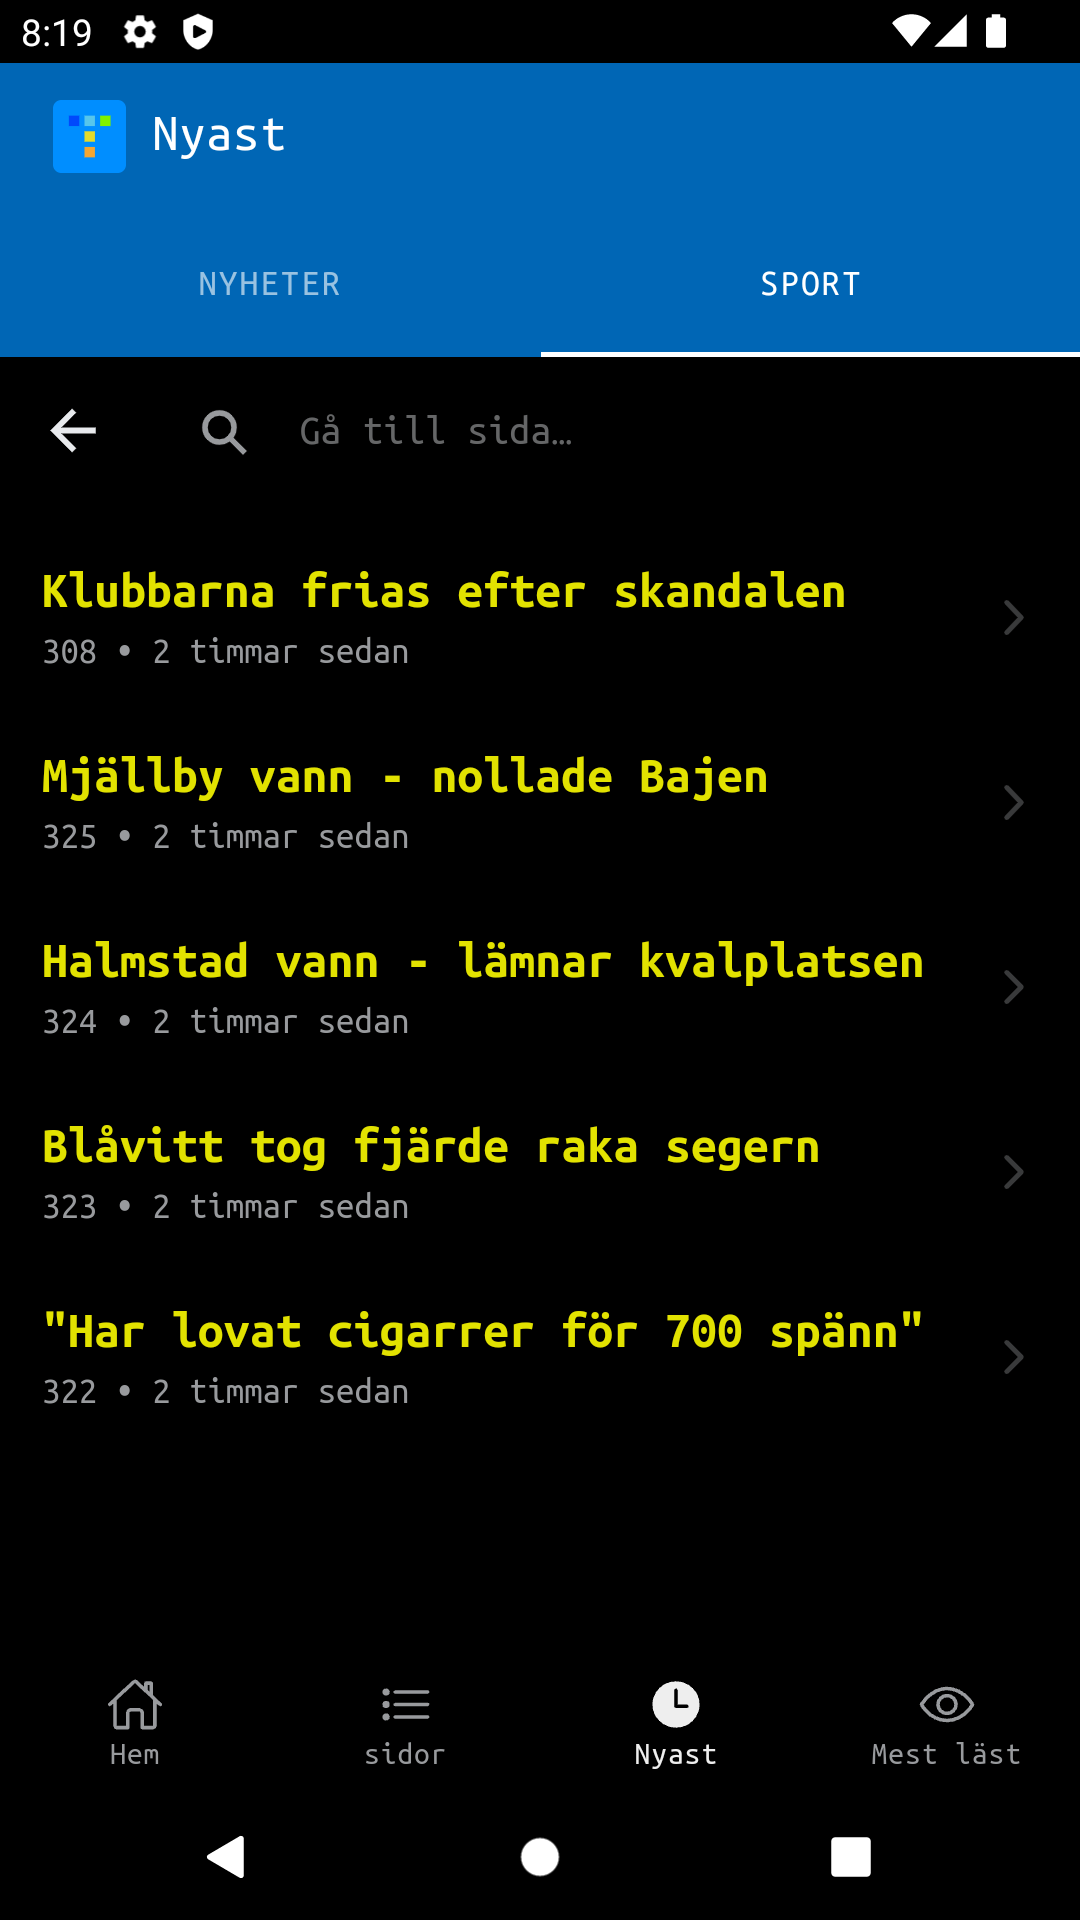 8:19
Nyast
NYHETER
SPORT
Gå till sida…
Klubbarna frias efter skandalen
308 • 2 timmar sedan
Mjällby vann - nollade Bajen
325 • 2 timmar sedan
Halmstad vann - lämnar kvalplatsen
324 • 2 timmar sedan
Blåvitt tog fjärde raka segern
323 • 2 timmar sedan
"Har lovat cigarrer för 700 spänn"
322 • 2 timmar sedan
Hem
sidor
Nyast
Mest läst